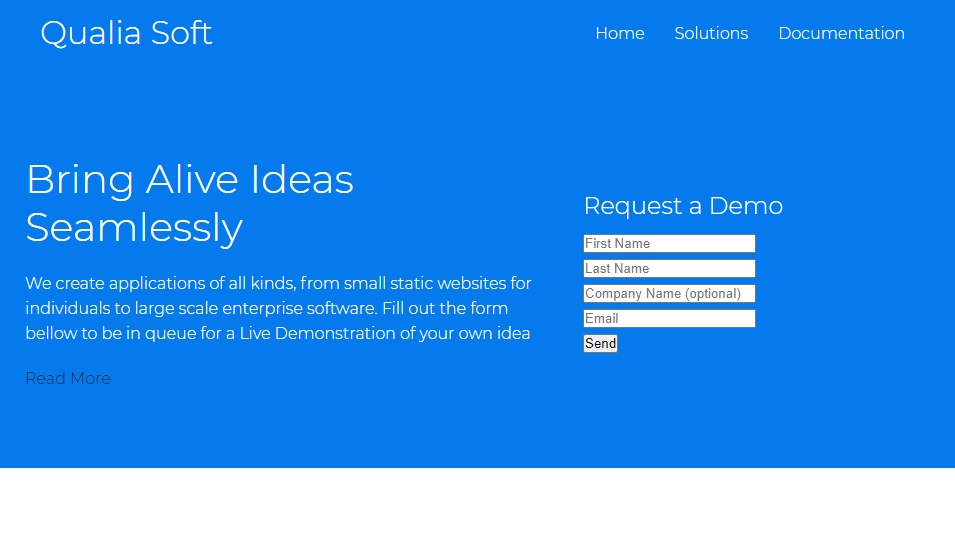 Qualia Soft
Home Solutions Documentation
Bring Alive Ideas
Seamlessly
We create applications of all kinds, from small static websites for
individuals to large scale enterprise software. Fill out the form
bellow to be in queue for a Live Demonstration of your own idea
Read More
Request a Demo
First Name
Last Name
Company Name (optional)
Email
Send